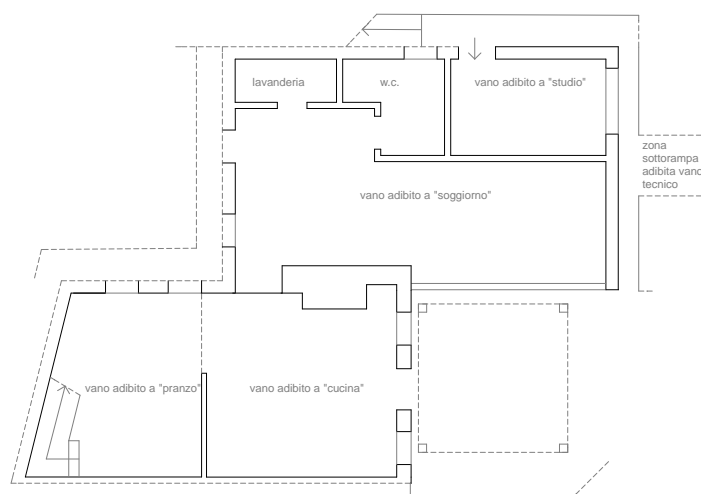 lavanderia
w.c.
vano adibito a "studio"
zona
sottorampa
adibita vano
tecnico
vano adibito a "soggiorno"
vano adibito a "pranzo"
vano adibito a "cucina"